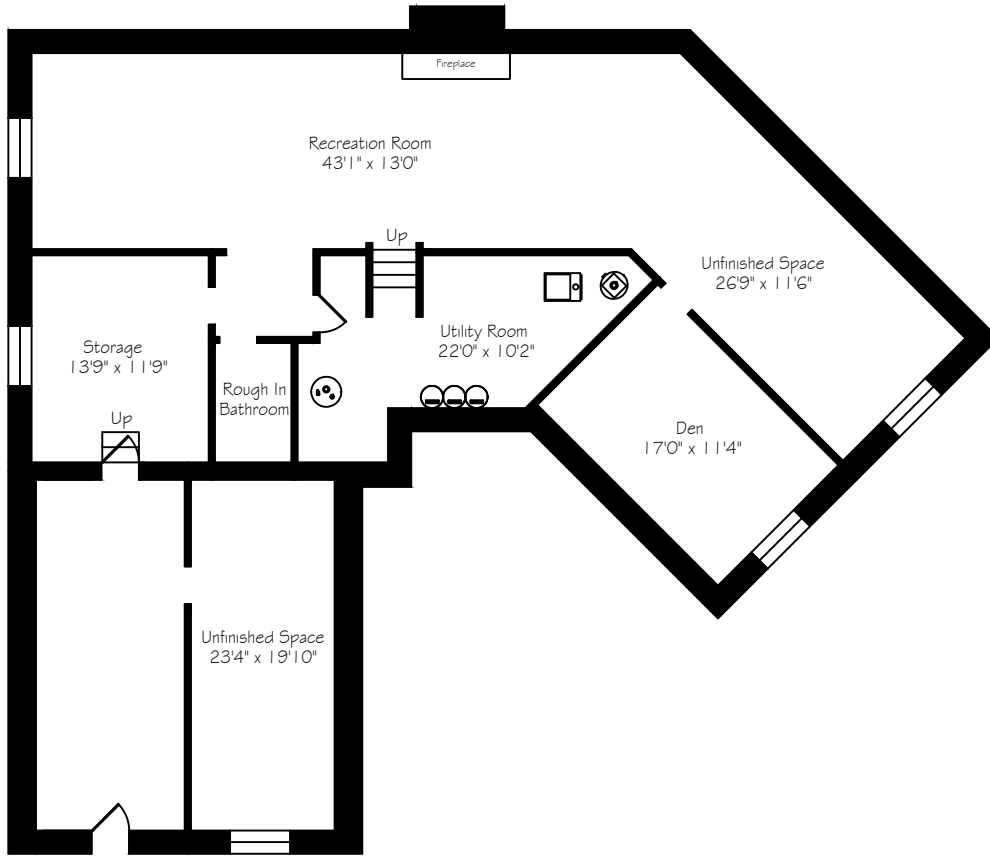 Fireplace
Recreation Room
43'1" x 13'0"
Up
Unfinished Space
26'9" x 11'6"
Utility Room
22'0" x 10'2"
Storage
13'9" x 11'9"
Rough In
Bathroom
Up
Den
17'0" x 11'4"
Unfinished Space
23'4" x 19'10"